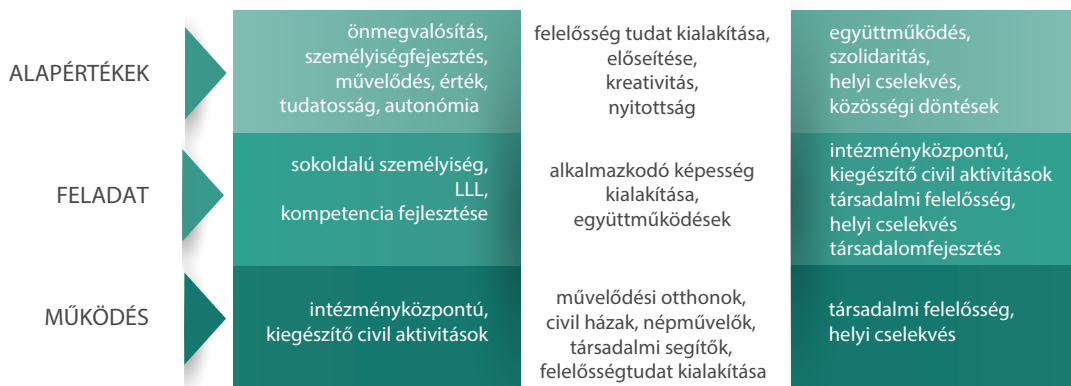 ALAPÉRTÉKEK
önmegvalósítás,
személyiségfejesztés,
művelődés, érték,
tudatosság, autonómia
felelősség tudat kialakítása,
előseítése,
kreativitás,
nyitottság
együttműködés,
szolidaritás,
helyi cselekvés,
közösségi döntések
FELADAT
sokoldalú személyiség,
LLL,
kompetencia fejlesztése
alkalmazkodó képesség
kialakítása,
együttműködések
intézményközpontú,
kiegészítő civil aktivitások
társadalmi felelősség,
helyi cselekvés
társadalomfejesztés
MŰKÖDÉS
intézményközpontú,
kiegészítő civil aktivitások
művelődési otthonok,
civil házak, népművelők,
társadalmi segítők,
felelősségtudat kialakítása
társadalmi felelősség,
helyi cselekvés